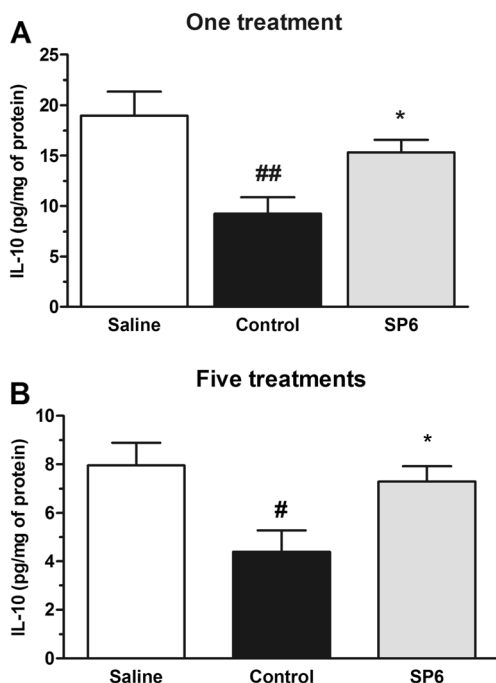 A
One treatment
IL-10 (pg/mg of protein)
25
20
15
10
5
0
##
*
Saline
Control
SP6
B
Five treatments
IL-10 (pg/mg of protein)
10
8
6
4
2
0
#
*
Saline
Control
SP6